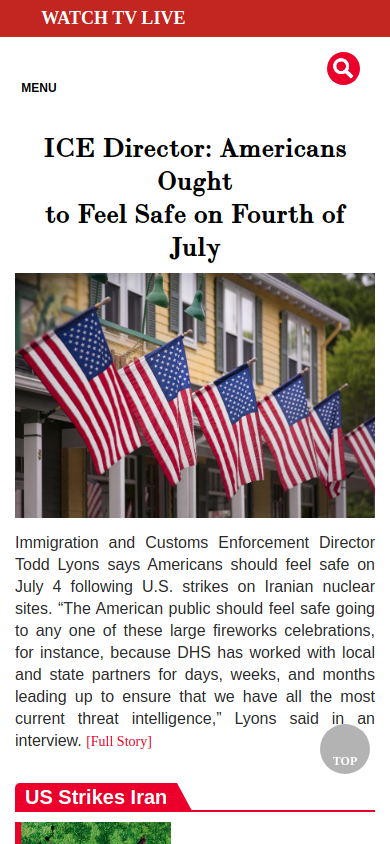 WATCH TV LIVE
MENU
ICE Director: Americans
Ought
to Feel Safe on Fourth of
July
Immigration and Customs Enforcement Director
Todd Lyons says Americans should feel safe on
July 4 following U.S. strikes on Iranian nuclear
sites. “The American public should feel safe going
to any one of these large fireworks celebrations,
for instance, because DHS has worked with local
and state partners for days, weeks, and months
leading up to ensure that we have all the most
current threat intelligence,” Lyons said in an
interview. [Full Story]
TOP
US Strikes Iran